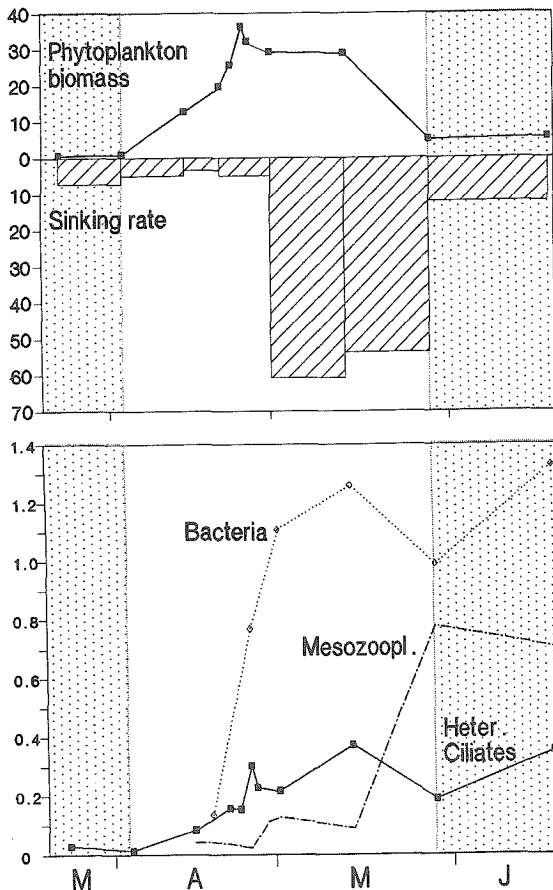 40
30
20
10
0
10
20
30
40
50
60
70
Phytoplankton
biomass
Sinking rate
1.4
1.2
1.0
0.8
0.6
0.4
0.2
0
Bacteria
Mesozoopl.
Heter.
Ciliates
M A M J